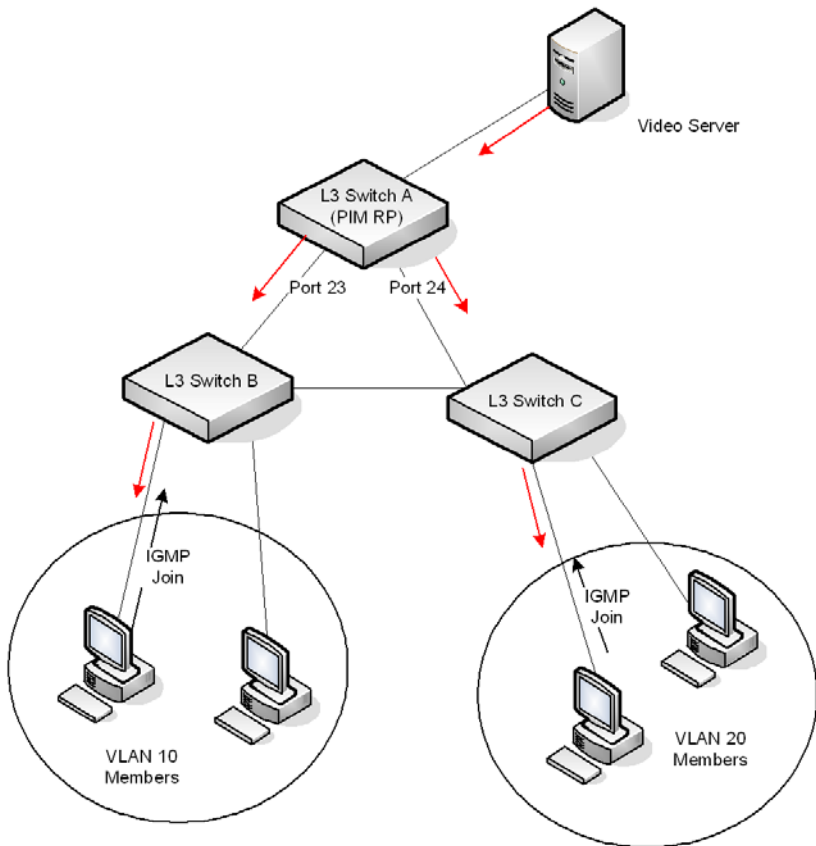 Video Server
L3 Switch A
(PIM RP)
Port 23
Port 24
L3 Switch B
L3 Switch C
IGMP
Join
IGMP
Join
VLAN 10
Members
VLAN 20
Members